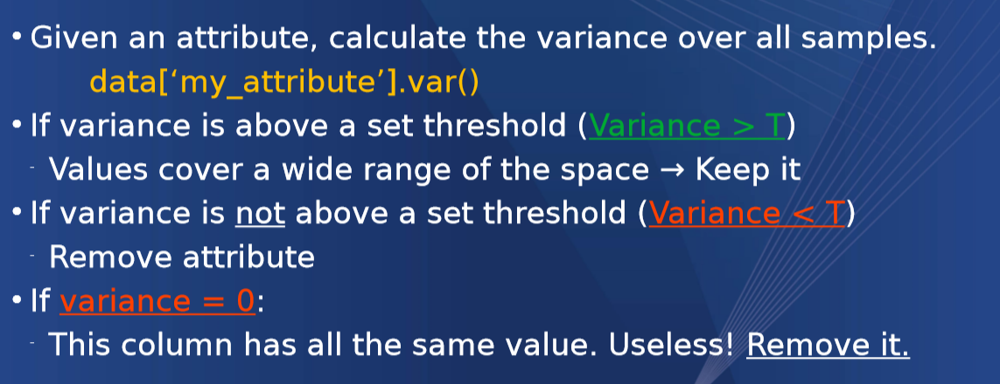 • Given an attribute, calculate the variance over all samples.
data[‘my_attribute’].var()
• If variance is above a set threshold (Variance > T)
- Values cover a wide range of the space → Keep it
• If variance is not above a set threshold (Variance < T)
- Remove attribute
• If variance = 0:
- This column has all the same value. Useless! Remove it.